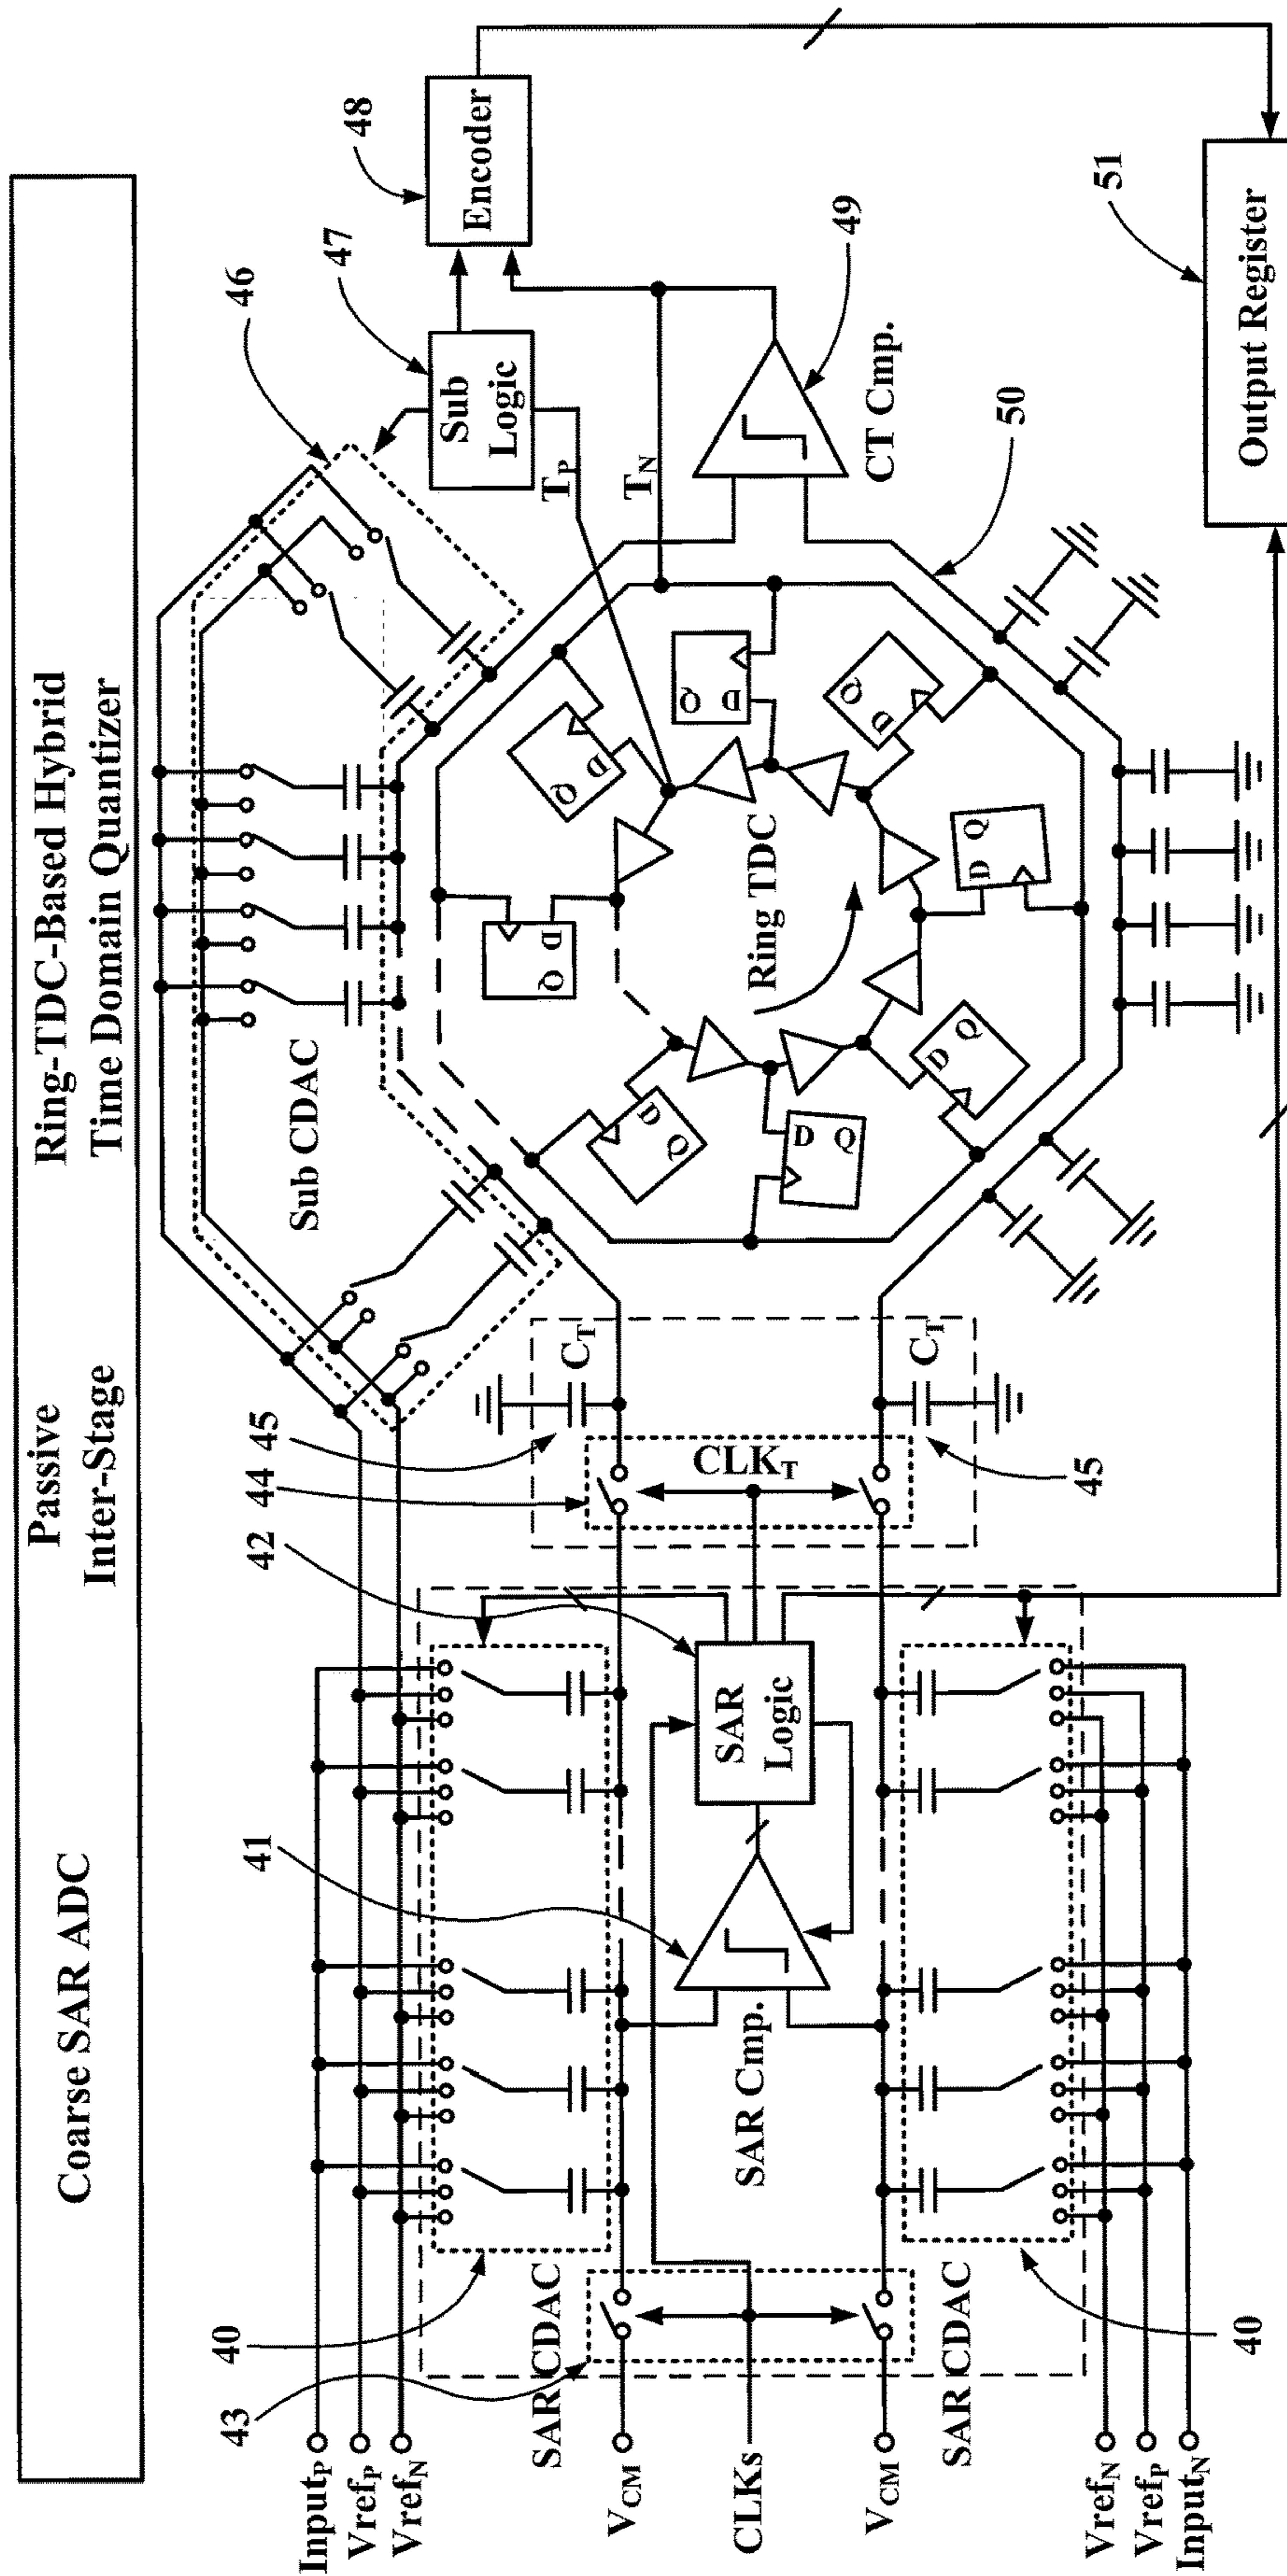 Coarse SAR ADC
Passive
Inter-Stage
Ring-TDC-Based Hybrid
Time Domain Quantizer
Input_P
Vref_P
Vref_N
V_CM
CLKs
V_CM
Vref_N
Vref_P
Input_N
43
40
SAR CDAC
SAR CDAC
40
41
SAR Cmp.
42
SAR
Logic
44
45
CLK_T
C_T
C_T
45
Sub CDAC
46
47
Sub
Logic
48
Encoder
T_P
T_N
49
CT Cmp.
50
Ring TDC
D
Q
D
Q
D
Q
D
Q
D
Q
D
Q
D
Q
D
Q
51
Output Register